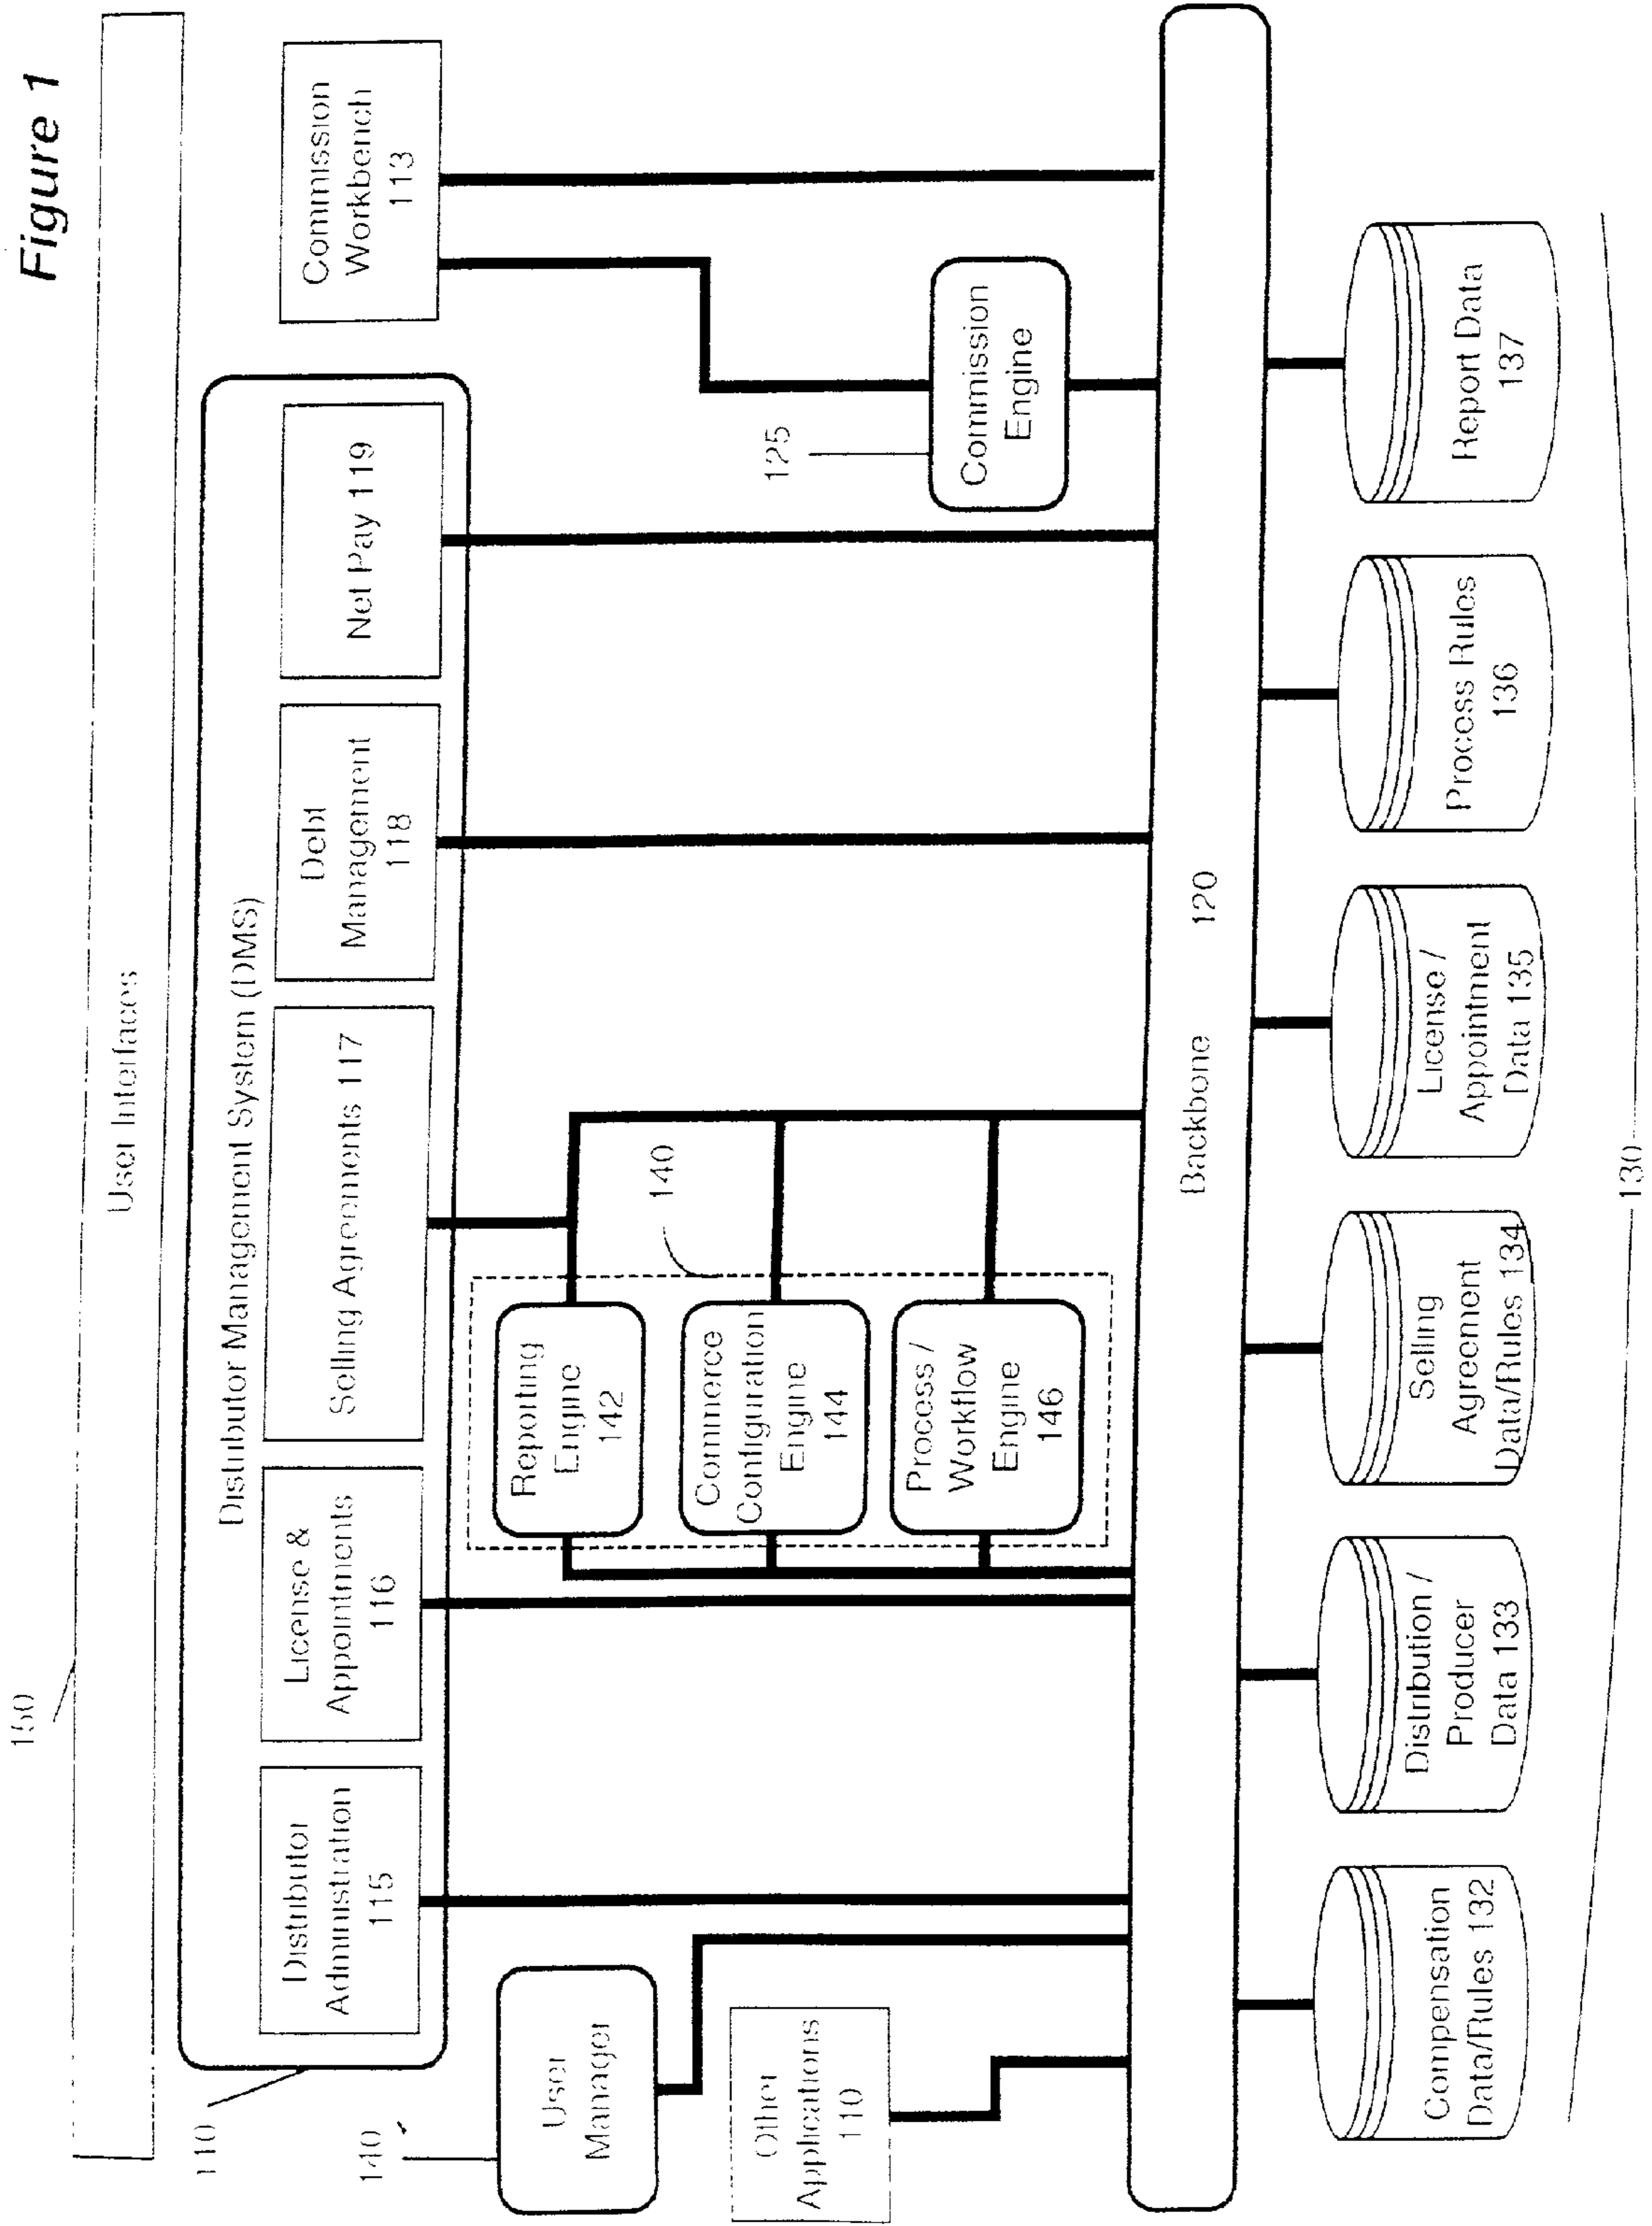 Figure 1
150
User Interfaces
110
Distributor Management System (DMS)
Distributor
Administration
115
License &
Appointments
116
Selling Agreements 117
Debt
Management
118
Net Pay 119
Commission
Workbench
113
140
User
Manager
Other
Applications
110
140
Reporting
Engine
142
Commerce
Configuration
Engine
144
Process /
Workflow
Engine
146
125
Commission
Engine
Backbone 120
Compensation
Data/Rules 132
Distribution /
Producer
Data 133
Selling
Agreement
Data/Rules 134
License /
Appointment
Data 135
Process Rules
136
Report Data
137
130